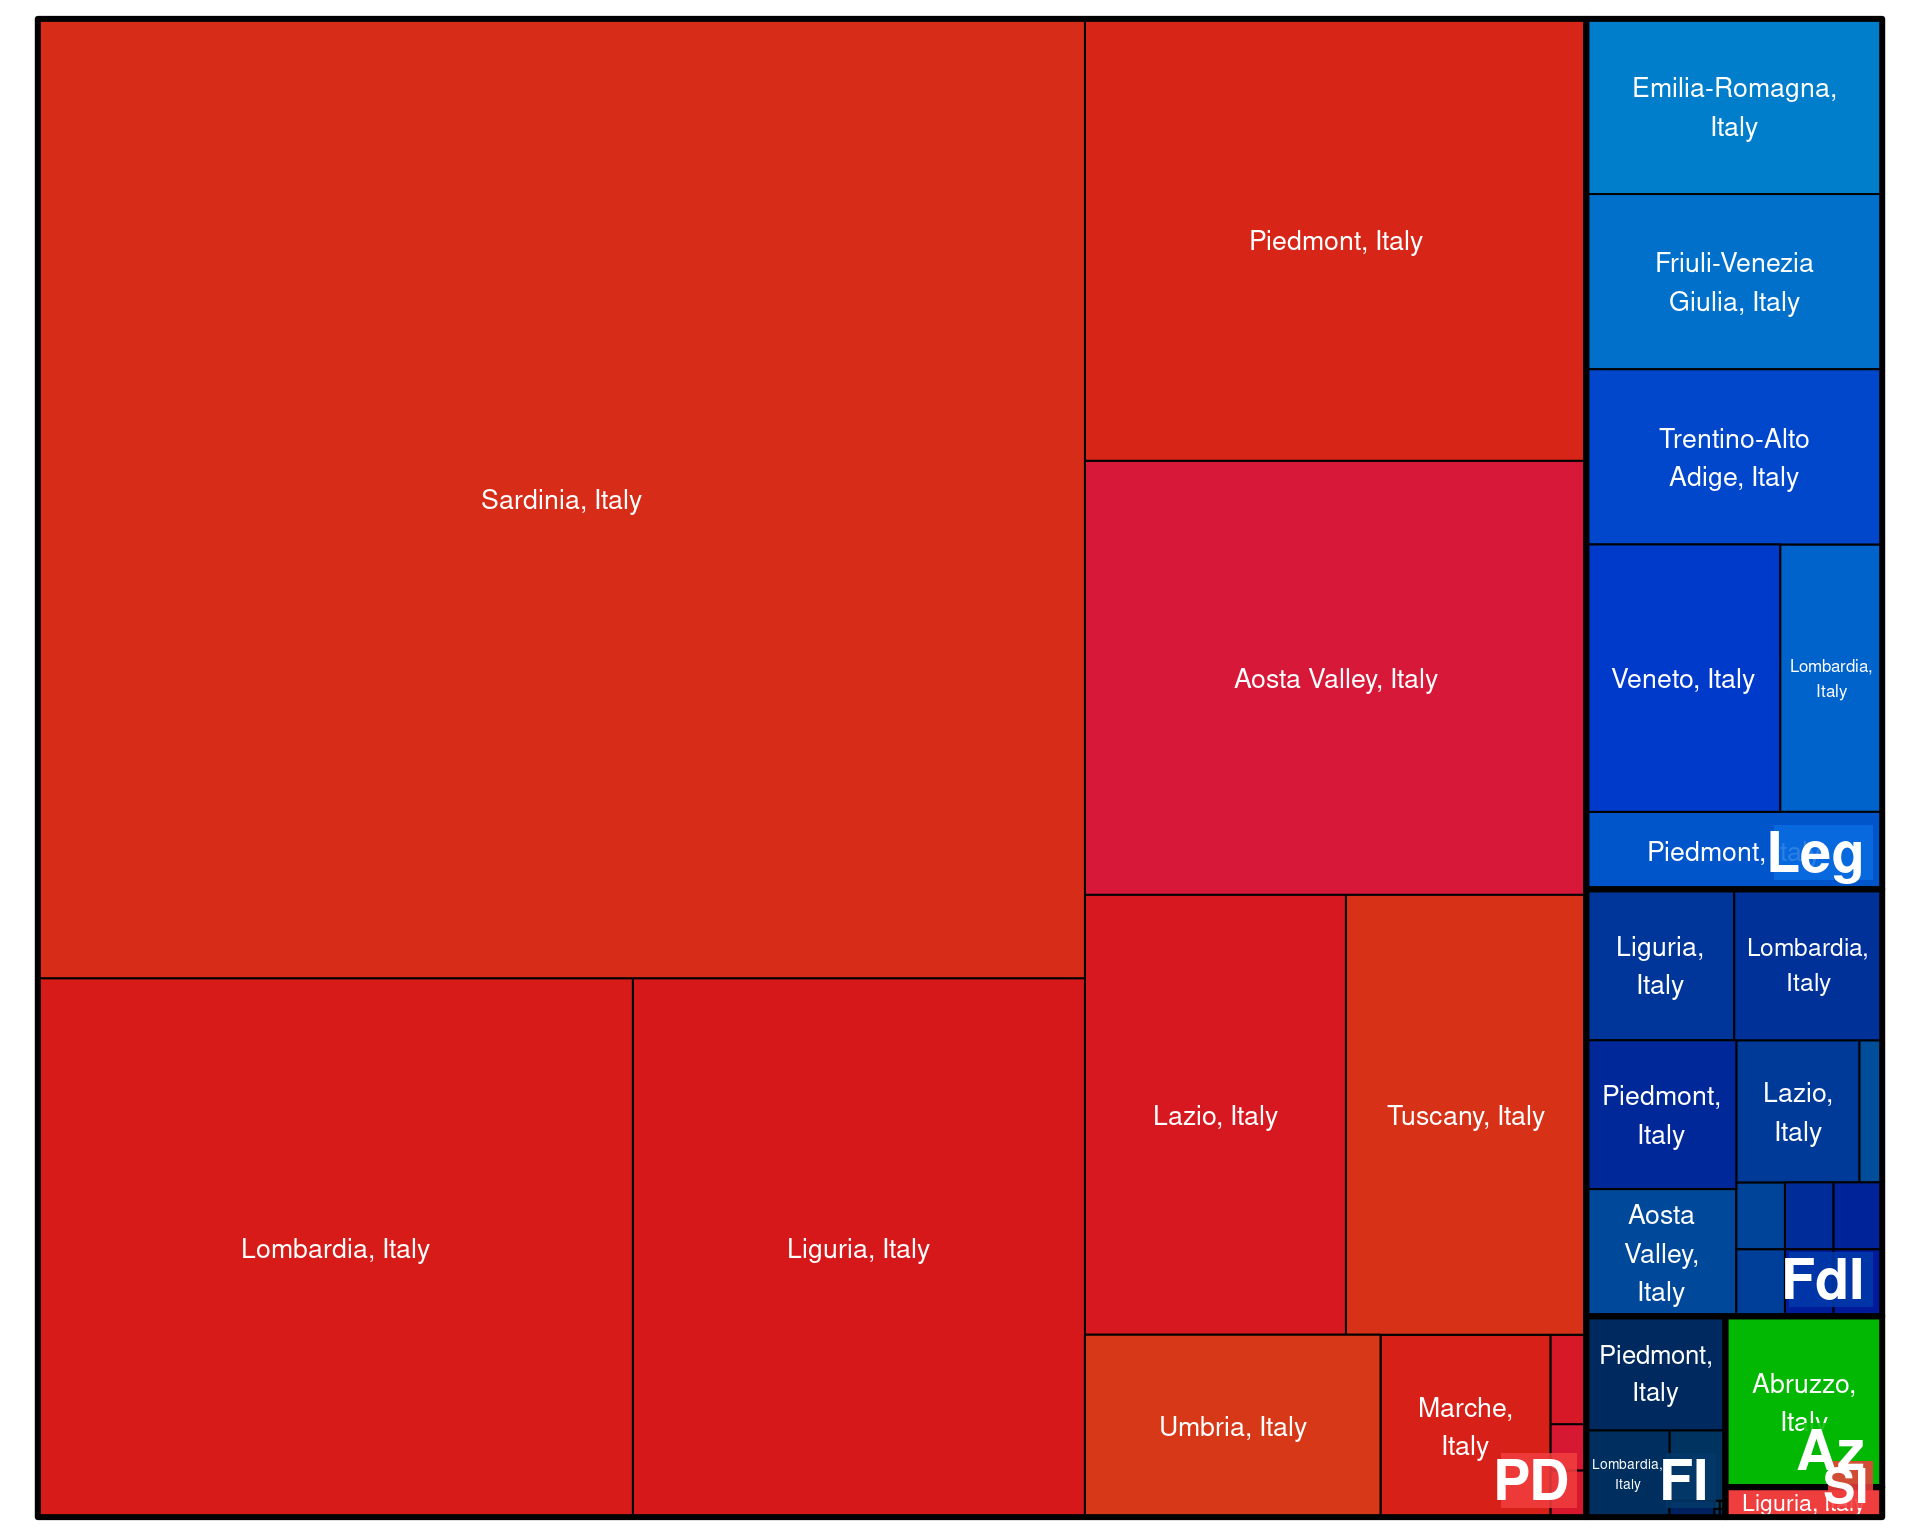 Sardinia, Italy
Piedmont, Italy
Aosta Valley, Italy
Lombardia, Italy
Liguria, Italy
Lazio, Italy
Tuscany, Italy
Umbria, Italy
Marche,
Italy
PD
Emilia-Romagna,
Italy
Friuli-Venezia
Giulia, Italy
Trentino-Alto
Adige, Italy
Veneto, Italy
Lombardia,
Italy
Piedmont, Italy
Leg
Liguria,
Italy
Lombardia,
Italy
Piedmont,
Italy
Lazio,
Italy
Aosta
Valley,
Italy
FdI
Piedmont,
Italy
Lombardia,
Italy
FI
Abruzzo,
Italy
Az
SI
Liguria, Italy